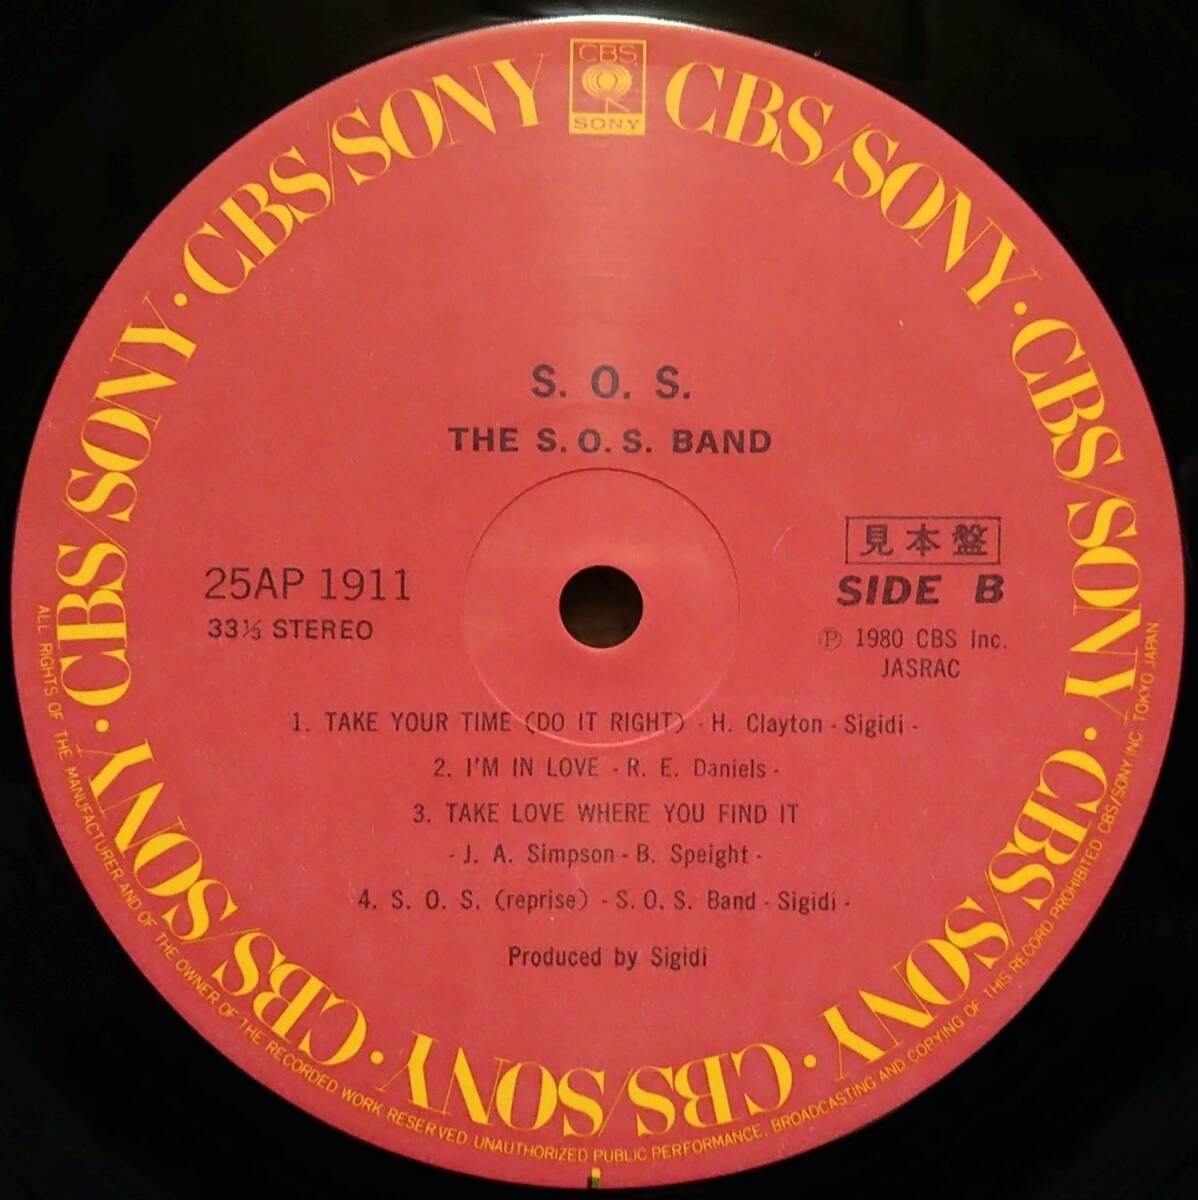 CBS
SONY
CBS/SONY · CBS/SONY · CBS/SONY · CBS/SONY · CBS/SONY · CBS/SONY · CBS/SONY · CBS/SONY
S. O. S.
THE S. O. S. BAND
見本盤
25AP 1911
SIDE B
33⅓ STEREO
Ⓟ 1980 CBS Inc.
JASRAC
1. TAKE YOUR TIME (DO IT RIGHT) - H. Clayton - Sigidi -
2. I'M IN LOVE - R. E. Daniels -
3. TAKE LOVE WHERE YOU FIND IT
- J. A. Simpson - B. Speight -
4. S. O. S. (reprise) - S. O. S. Band - Sigidi -
Produced by Sigidi
ALL RIGHTS OF THE MANUFACTURER AND OF THE OWNER OF THE RECORDED WORK RESERVED UNAUTHORIZED PUBLIC PERFORMANCE, BROADCASTING AND COPYING OF THIS RECORD PROHIBITED CBS/SONY INC. TOKYO JAPAN